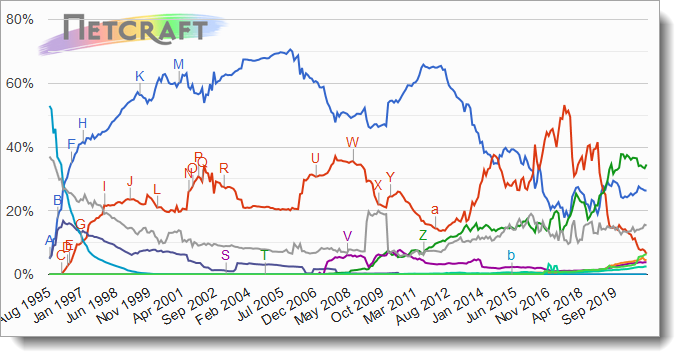 NETCRAFT
80%
60%
40%
20%
0%
A
B
C
D
E
F
G
H
I
J
K
L
M
N
O
P
Q
R
S
T
U
V
W
X
Y
Z
a
b
Aug 1995
Jan 1997
Jun 1998
Nov 1999
Apr 2001
Sep 2002
Feb 2004
Jul 2005
Dec 2006
May 2008
Oct 2009
Mar 2011
Aug 2012
Jan 2014
Jun 2015
Nov 2016
Apr 2018
Sep 2019